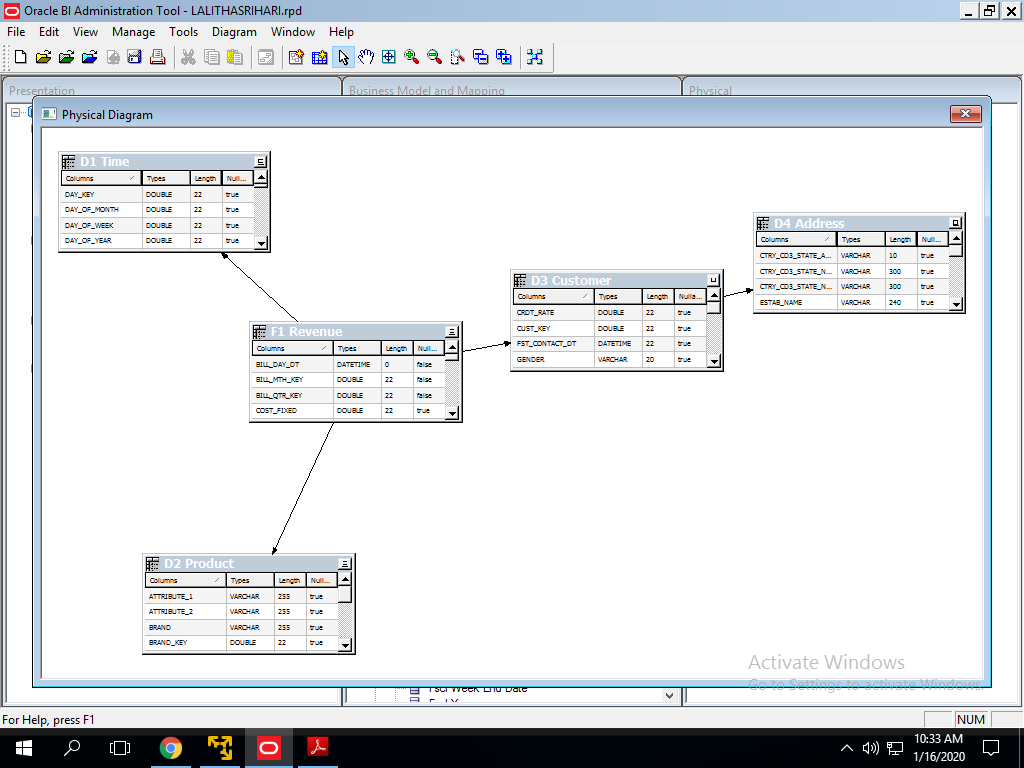 Oracle BI Administration Tool - LALITHASRIHARI.rpd
File Edit View Manage Tools Diagram Window Help
Presentation Business Model and Mapping Physical
Physical Diagram
D1 Time
Columns Types Length Null...
DAY_KEY DOUBLE 22 true
DAY_OF_MONTH DOUBLE 22 true
DAY_OF_WEEK DOUBLE 22 true
DAY_OF_YEAR DOUBLE 22 true
D4 Address
Columns Types Length Null...
CTRY_CD3_STATE_A... VARCHAR 10 true
CTRY_CD3_STATE_N... VARCHAR 300 true
CTRY_CD3_STATE_N... VARCHAR 300 true
ESTAB_NAME VARCHAR 240 true
D3 Customer
Columns Types Length Nulla...
CRDT_RATE DOUBLE 22 true
CUST_KEY DOUBLE 22 true
FST_CONTACT_DT DATETIME 22 true
GENDER VARCHAR 20 true
F1 Revenue
Columns Types Length Null...
BILL_DAY_DT DATETIME 0 false
BILL_MTH_KEY DOUBLE 22 false
BILL_QTR_KEY DOUBLE 22 false
COST_FIXED DOUBLE 22 true
D2 Product
Columns Types Length Null...
ATTRIBUTE_1 VARCHAR 255 true
ATTRIBUTE_2 VARCHAR 255 true
BRAND VARCHAR 255 true
BRAND_KEY DOUBLE 22 true
Activate Windows
Go to Settings to activate Windows.
Fscl Week End Date
For Help, press F1 NUM
10:33 AM
1/16/2020